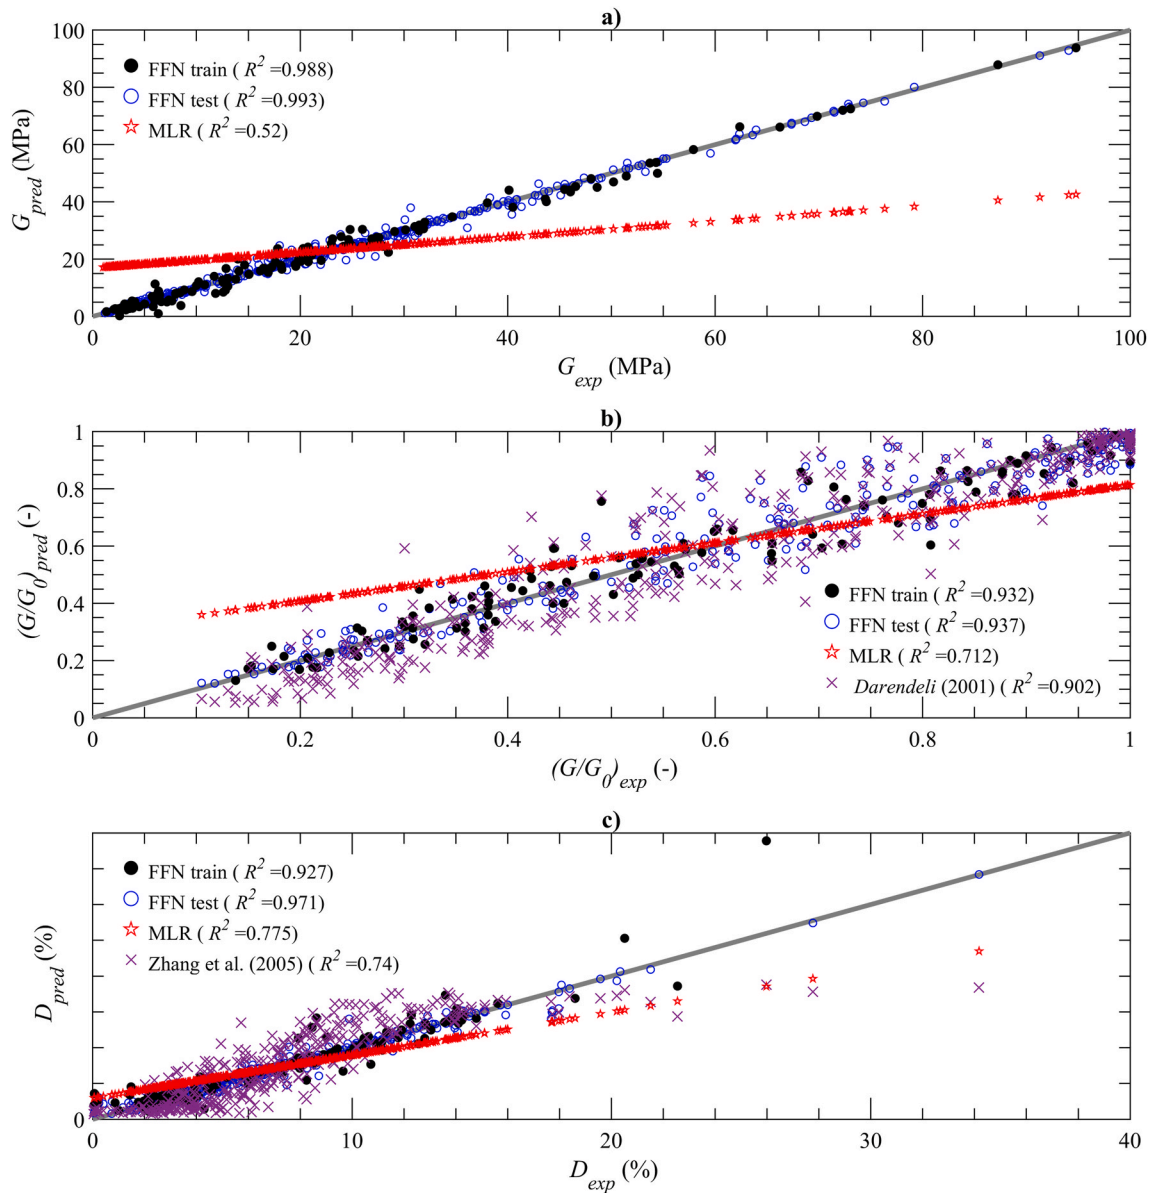 a)
100
80
60
40
20
0
G_pred (MPa)
FFN train ( R^2 =0.988)
FFN test ( R^2 =0.993)
MLR ( R^2 =0.52)
0 20 40 60 80 100
G_exp (MPa)
b)
1
0.8
0.6
0.4
0.2
0
(G/G_0)_pred (-)
FFN train ( R^2 =0.932)
FFN test ( R^2 =0.937)
MLR ( R^2 =0.712)
Darendeli (2001) ( R^2 =0.902)
0 0.2 0.4 0.6 0.8 1
(G/G_0)_exp (-)
c)
D_pred (%)
FFN train ( R^2 =0.927)
FFN test ( R^2 =0.971)
MLR ( R^2 =0.775)
Zhang et al. (2005) ( R^2 =0.74)
0
0 10 20 30 40
D_exp (%)